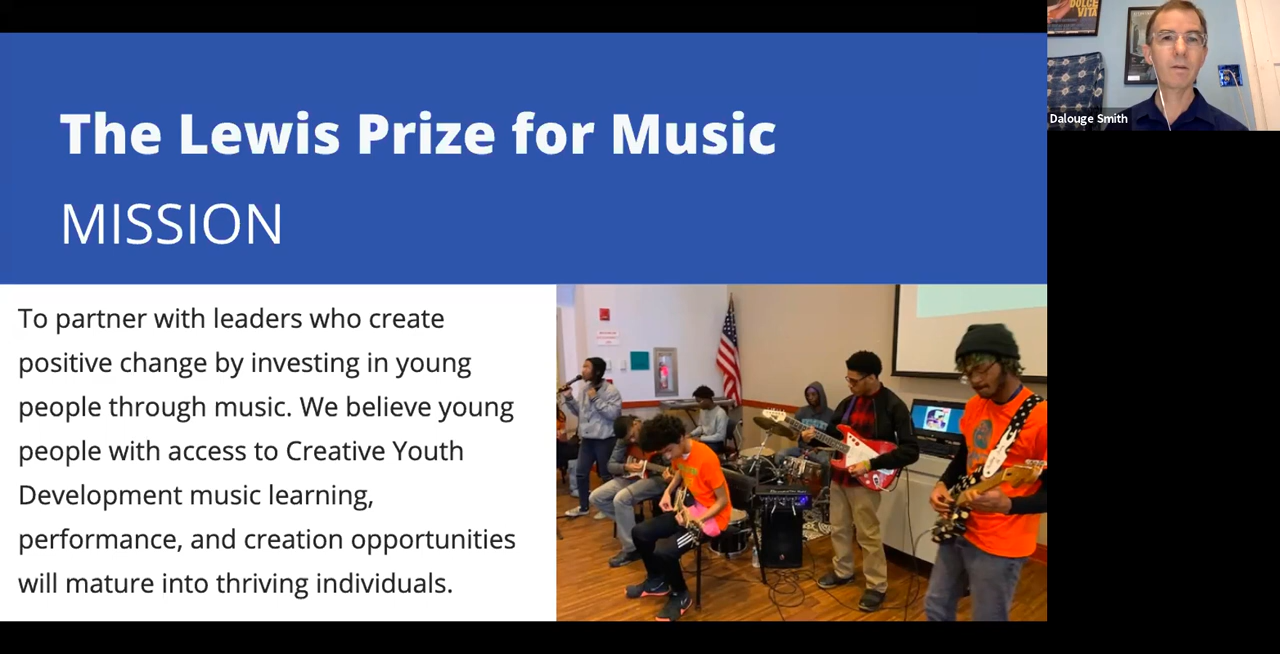 The Lewis Prize for Music
MISSION
To partner with leaders who create
positive change by investing in young
people through music. We believe young
people with access to Creative Youth
Development music learning,
performance, and creation opportunities
will mature into thriving individuals.
DOLCE
VITA
Dalouge Smith